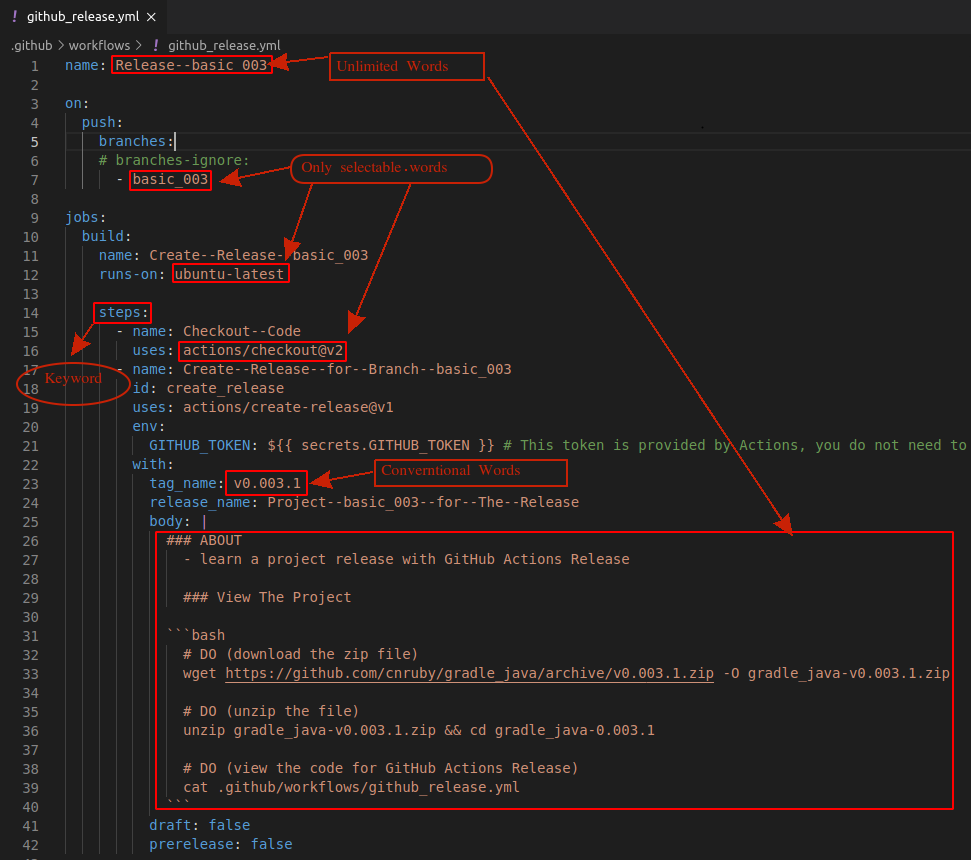 ! github_release.yml ×
.github > workflows > ! github_release.yml
1 name: Release--basic_003
Unlimited Words
2
3 on:
4 push:
5 branches:
6 # branches-ignore:
7 - basic_003
Only selectable.words
8
9 jobs:
10 build:
11 name: Create--Release--basic_003
12 runs-on: ubuntu-latest
13
14 steps:
15 - name: Checkout--Code
16 uses: actions/checkout@v2
17 - name: Create--Release--for--Branch--basic_003
Keyword
18 id: create_release
19 uses: actions/create-release@v1
20 env:
21 GITHUB_TOKEN: ${{ secrets.GITHUB_TOKEN }} # This token is provided by Actions, you do not need to
22 with:
Converntional Words
23 tag_name: v0.003.1
24 release_name: Project--basic_003--for--The--Release
25 body: |
26 ### ABOUT
27 - learn a project release with GitHub Actions Release
28
29 ### View The Project
30
31 ```bash
32 # DO (download the zip file)
33 wget https://github.com/cnruby/gradle_java/archive/v0.003.1.zip -O gradle_java-v0.003.1.zip
34
35 # DO (unzip the file)
36 unzip gradle_java-v0.003.1.zip && cd gradle_java-0.003.1
37
38 # DO (view the code for GitHub Actions Release)
39 cat .github/workflows/github_release.yml
40 ```
41 draft: false
42 prerelease: false